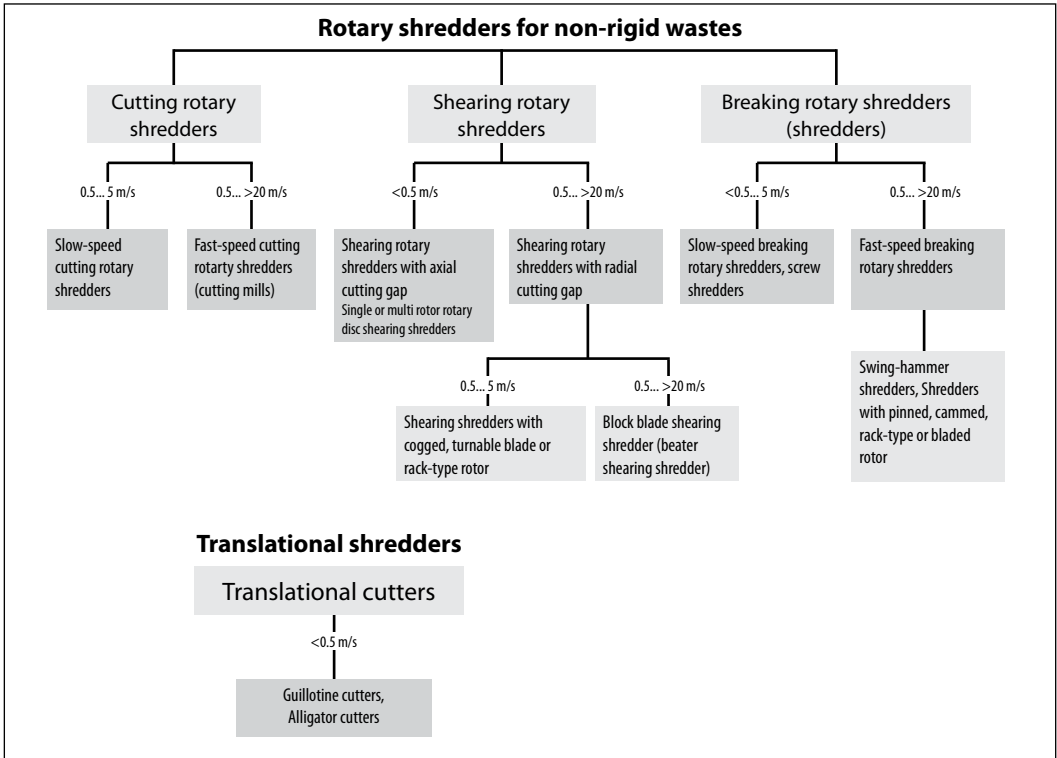 Rotary shredders for non-rigid wastes
Cutting rotary
shredders
Shearing rotary
shredders
Breaking rotary shredders
(shredders)
0.5... 5 m/s
0.5... >20 m/s
<0.5 m/s
0.5... >20 m/s
<0.5... 5 m/s
0.5... >20 m/s
Slow-speed
cutting rotary
shredders
Fast-speed cutting
rotarty shredders
(cutting mills)
Shearing rotary
shredders with axial
cutting gap
Single or multi rotor rotary
disc shearing shredders
Shearing rotary
shredders with radial
cutting gap
Slow-speed breaking
rotary shredders, screw
shredders
Fast-speed breaking
rotary shredders
0.5... 5 m/s
0.5... >20 m/s
Shearing shredders with
cogged, turnable blade or
rack-type rotor
Block blade shearing
shredder (beater
shearing shredder)
Swing-hammer
shredders, Shredders
with pinned, cammed,
rack-type or bladed
rotor
Translational shredders
Translational cutters
<0.5 m/s
Guillotine cutters,
Alligator cutters